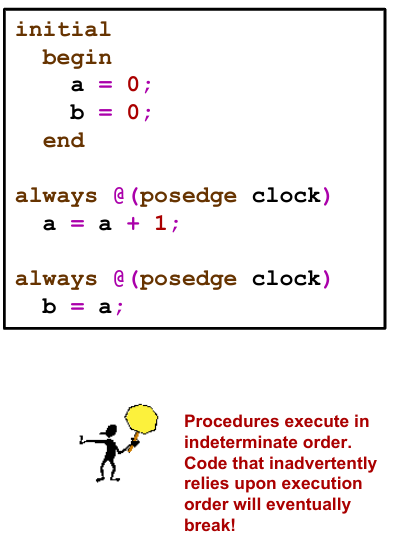 initial
  begin
    a = 0;
    b = 0;
  end
always @(posedge clock)
  a = a + 1;
always @(posedge clock)
  b = a;
Procedures execute in
indeterminate order.
Code that inadvertently
relies upon execution
order will eventually
break!